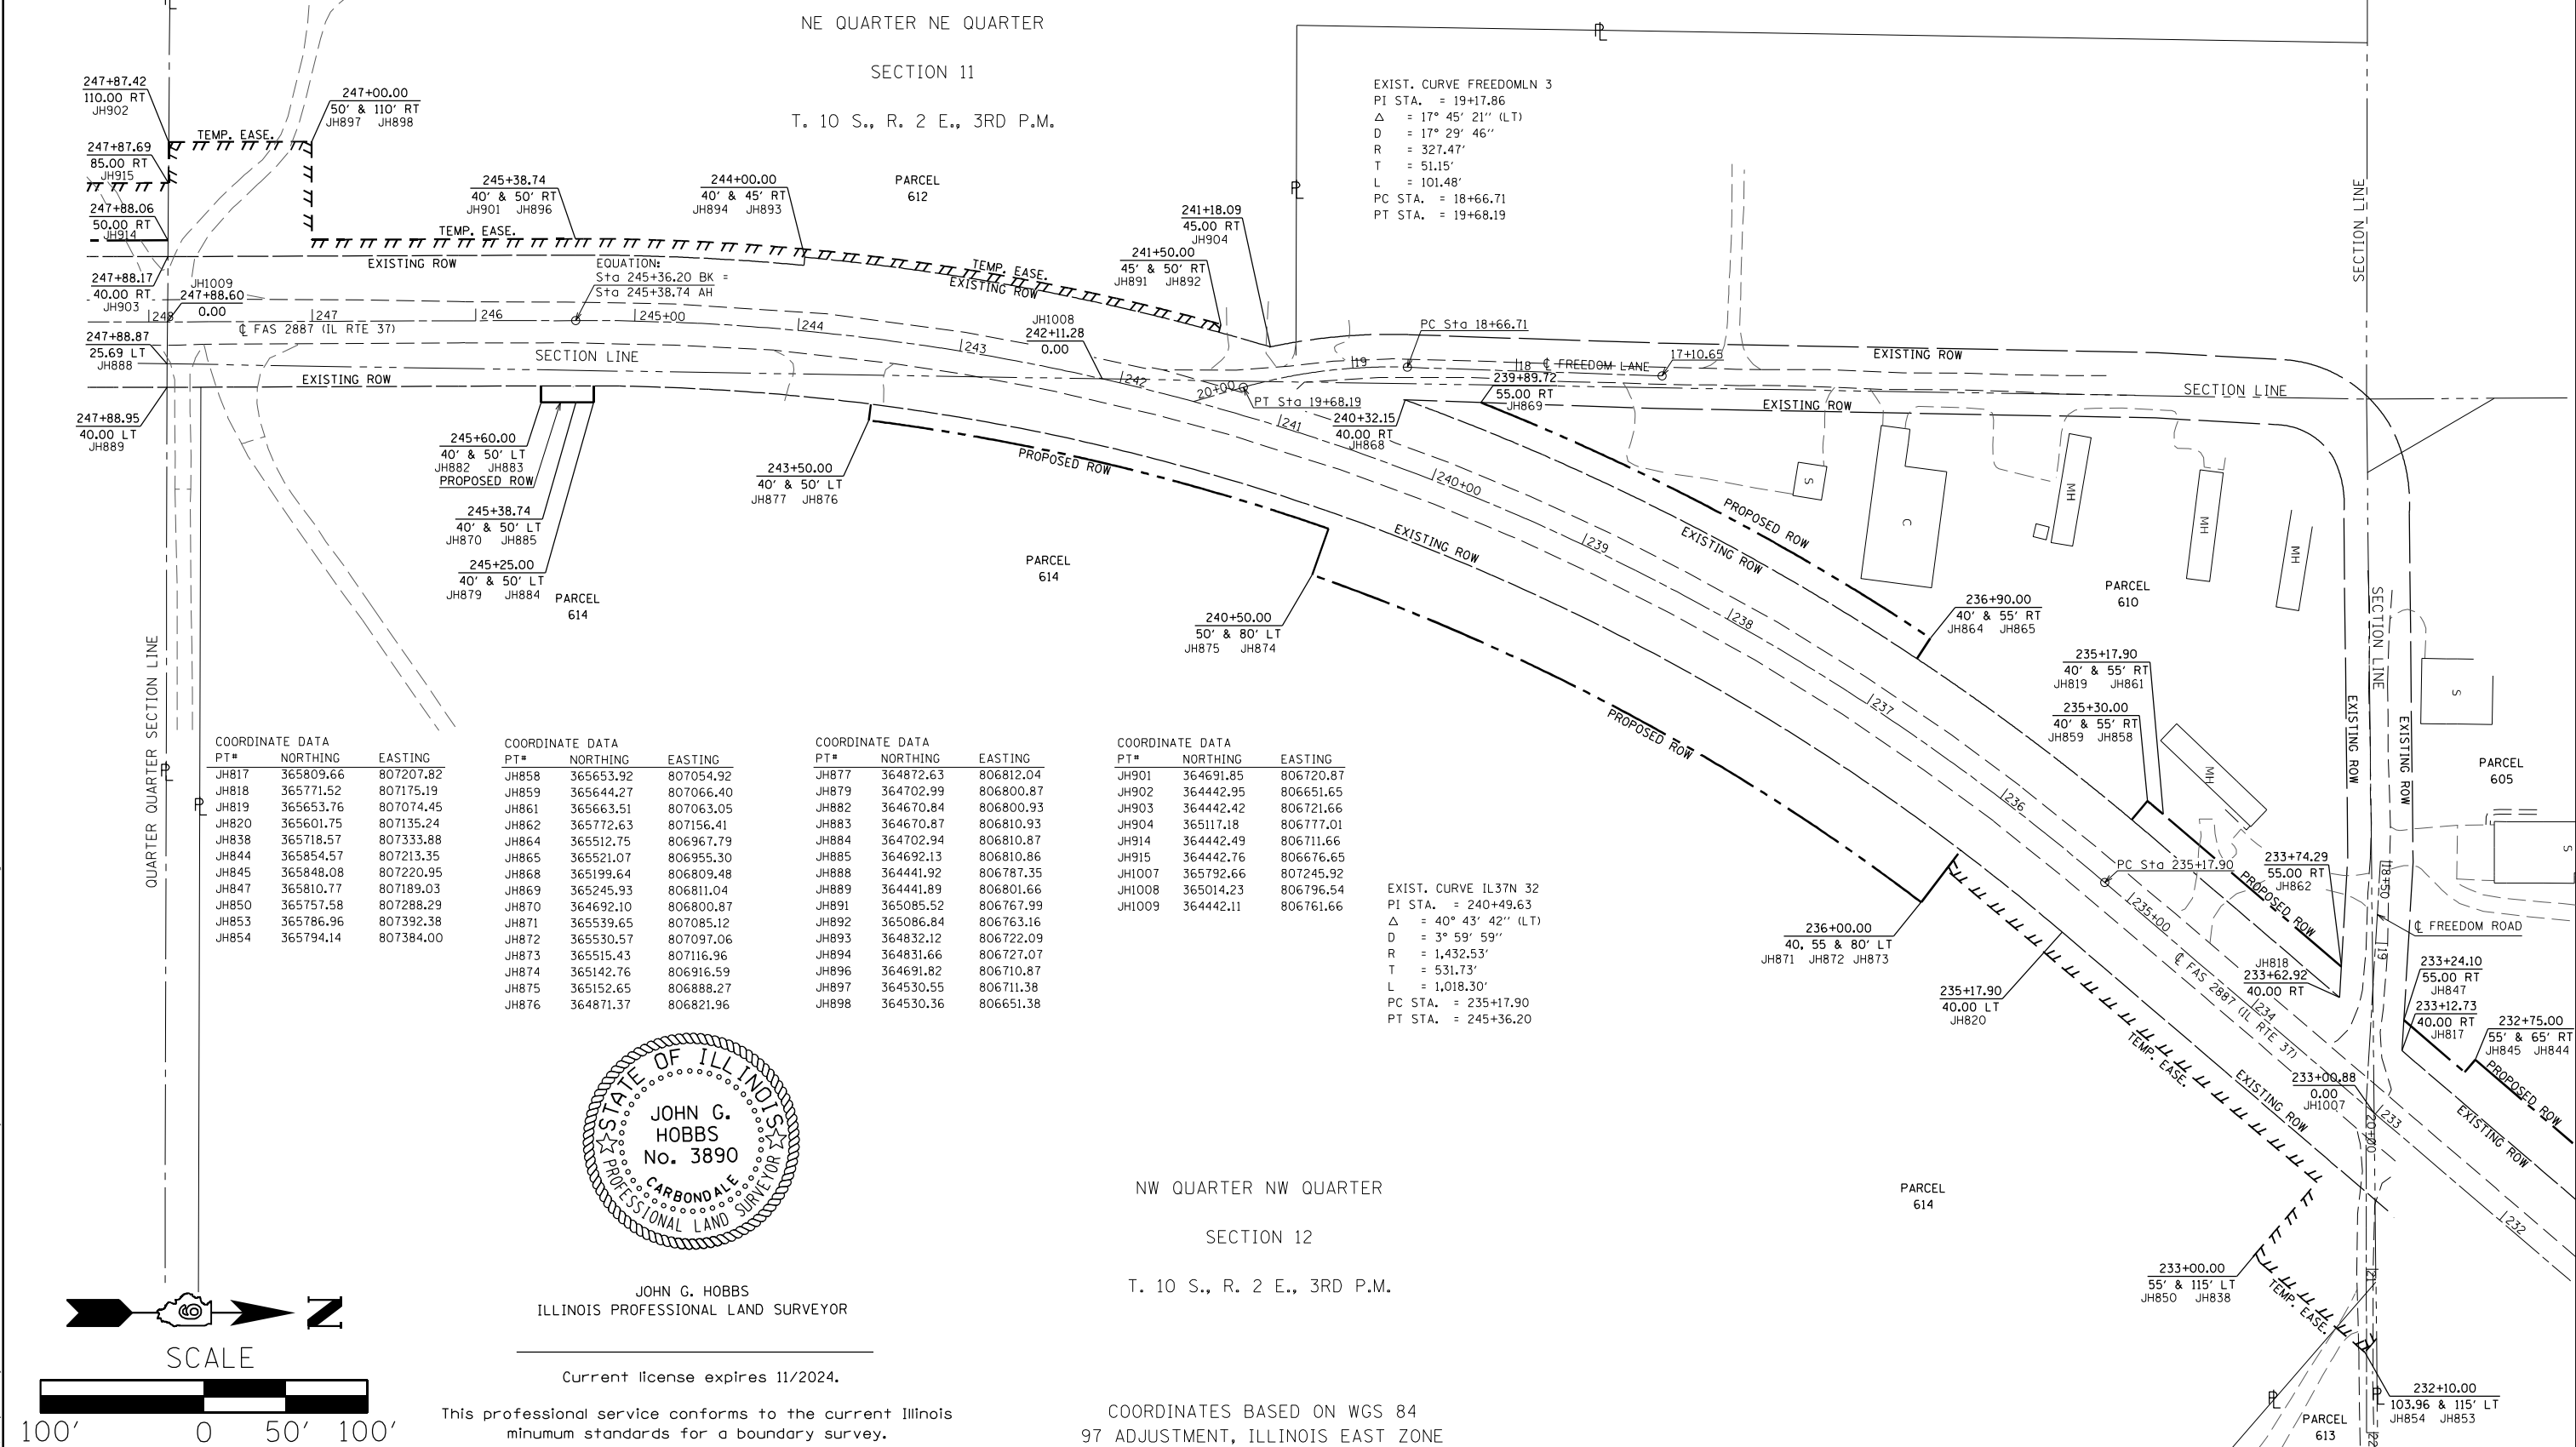 NE QUARTER NE QUARTER
SECTION 11
T. 10 S., R. 2 E., 3RD P.M.
EXIST. CURVE FREEDOMLN 3
PI STA. = 19+17.86
Δ = 17° 45' 21'' (LT)
D = 17° 29' 46''
R = 327.47'
T = 51.15'
L = 101.48'
PC STA. = 18+66.71
PT STA. = 19+68.19
247+87.42
110.00 RT
JH902
247+00.00
50' & 110' RT
JH897 JH898
TEMP. EASE.
247+87.69
85.00 RT
JH915
247+88.06
50.00 RT
JH914
247+88.17
40.00 RT
JH903
JH1009
247+88.60
0.00
247+88.87
25.69 LT
JH888
247+88.95
40.00 LT
JH889
245+38.74
40' & 50' RT
JH901 JH896
244+00.00
40' & 45' RT
JH894 JH893
PARCEL
612
241+18.09
45.00 RT
JH904
241+50.00
45' & 50' RT
JH891 JH892
TEMP. EASE.
TEMP. EASE.
EXISTING ROW
EXISTING ROW
EQUATION:
Sta 245+36.20 BK =
Sta 245+38.74 AH
248
247
246
245+00
244
243
242
241
240+00
239
238
237
236
235+00
234
233
232
℄ FAS 2887 (IL RTE 37)
SECTION LINE
EXISTING ROW
JH1008
242+11.28
0.00
20+00
19
18
℄ FREEDOM LANE
17+10.65
PC Sta 18+66.71
PT Sta 19+68.19
239+89.72
55.00 RT
JH869
240+32.15
40.00 RT
JH868
EXISTING ROW
SECTION LINE
EXISTING ROW
SECTION LINE
245+60.00
40' & 50' LT
JH882 JH883
PROPOSED ROW
245+38.74
40' & 50' LT
JH870 JH885
245+25.00
40' & 50' LT
JH879 JH884
PARCEL
614
243+50.00
40' & 50' LT
JH877 JH876
PROPOSED ROW
PARCEL
614
240+50.00
50' & 80' LT
JH875 JH874
EXISTING ROW
PROPOSED ROW
EXISTING ROW
S
C
MH
MH
MH
PARCEL
610
236+90.00
40' & 55' RT
JH864 JH865
235+17.90
40' & 55' RT
JH819 JH861
235+30.00
40' & 55' RT
JH859 JH858
MH
SECTION LINE
EXISTING ROW
EXISTING ROW
S
PARCEL
605
S
PROPOSED ROW
PC Sta 235+17.90
233+74.29
55.00 RT
JH862
PROPOSED ROW
18+50
℄ FREEDOM ROAD
19
JH818
233+62.92
40.00 RT
233+24.10
55.00 RT
JH847
233+12.73
40.00 RT
JH817
232+75.00
55' & 65' RT
JH845 JH844
PROPOSED ROW
EXISTING ROW
℄ FAS 2887 (IL RTE 37)
236+00.00
40, 55 & 80' LT
JH871 JH872 JH873
235+17.90
40.00 LT
JH820
TEMP. EASE.
EXISTING ROW
233+00.88
0.00
JH1007
20+00
21
22
PARCEL
614
233+00.00
55' & 115' LT
JH850 JH838
TEMP. EASE.
232+10.00
103.96 & 115' LT
JH854 JH853
PARCEL
613
QUARTER QUARTER SECTION LINE
COORDINATE DATA
PT# NORTHING EASTING
JH817 365809.66 807207.82
JH818 365771.52 807175.19
JH819 365653.76 807074.45
JH820 365601.75 807135.24
JH838 365718.57 807333.88
JH844 365854.57 807213.35
JH845 365848.08 807220.95
JH847 365810.77 807189.03
JH850 365757.58 807288.29
JH853 365786.96 807392.38
JH854 365794.14 807384.00
COORDINATE DATA
PT# NORTHING EASTING
JH858 365653.92 807054.92
JH859 365644.27 807066.40
JH861 365663.51 807063.05
JH862 365772.63 807156.41
JH864 365512.75 806967.79
JH865 365521.07 806955.30
JH868 365199.64 806809.48
JH869 365245.93 806811.04
JH870 364692.10 806800.87
JH871 365539.65 807085.12
JH872 365530.57 807097.06
JH873 365515.43 807116.96
JH874 365142.76 806916.59
JH875 365152.65 806888.27
JH876 364871.37 806821.96
COORDINATE DATA
PT# NORTHING EASTING
JH877 364872.63 806812.04
JH879 364702.99 806800.87
JH882 364670.84 806800.93
JH883 364670.87 806810.93
JH884 364702.94 806810.87
JH885 364692.13 806810.86
JH888 364441.92 806787.35
JH889 364441.89 806801.66
JH891 365085.52 806767.99
JH892 365086.84 806763.16
JH893 364832.12 806722.09
JH894 364831.66 806727.07
JH896 364691.82 806710.87
JH897 364530.55 806711.38
JH898 364530.36 806651.38
COORDINATE DATA
PT# NORTHING EASTING
JH901 364691.85 806720.87
JH902 364442.95 806651.65
JH903 364442.42 806721.66
JH904 365117.18 806777.01
JH914 364442.49 806711.66
JH915 364442.76 806676.65
JH1007 365792.66 807245.92
JH1008 365014.23 806796.54
JH1009 364442.11 806761.66
EXIST. CURVE IL37N 32
PI STA. = 240+49.63
Δ = 40° 43' 42'' (LT)
D = 3° 59' 59''
R = 1,432.53'
T = 531.73'
L = 1,018.30'
PC STA. = 235+17.90
PT STA. = 245+36.20
STATE OF ILLINOIS
JOHN G.
HOBBS
No. 3890
CARBONDALE
PROFESSIONAL LAND SURVEYOR
JOHN G. HOBBS
ILLINOIS PROFESSIONAL LAND SURVEYOR
Current license expires 11/2024.
This professional service conforms to the current Illinois
minumum standards for a boundary survey.
NW QUARTER NW QUARTER
SECTION 12
T. 10 S., R. 2 E., 3RD P.M.
COORDINATES BASED ON WGS 84
97 ADJUSTMENT, ILLINOIS EAST ZONE
N
SCALE
100' 0 50' 100'